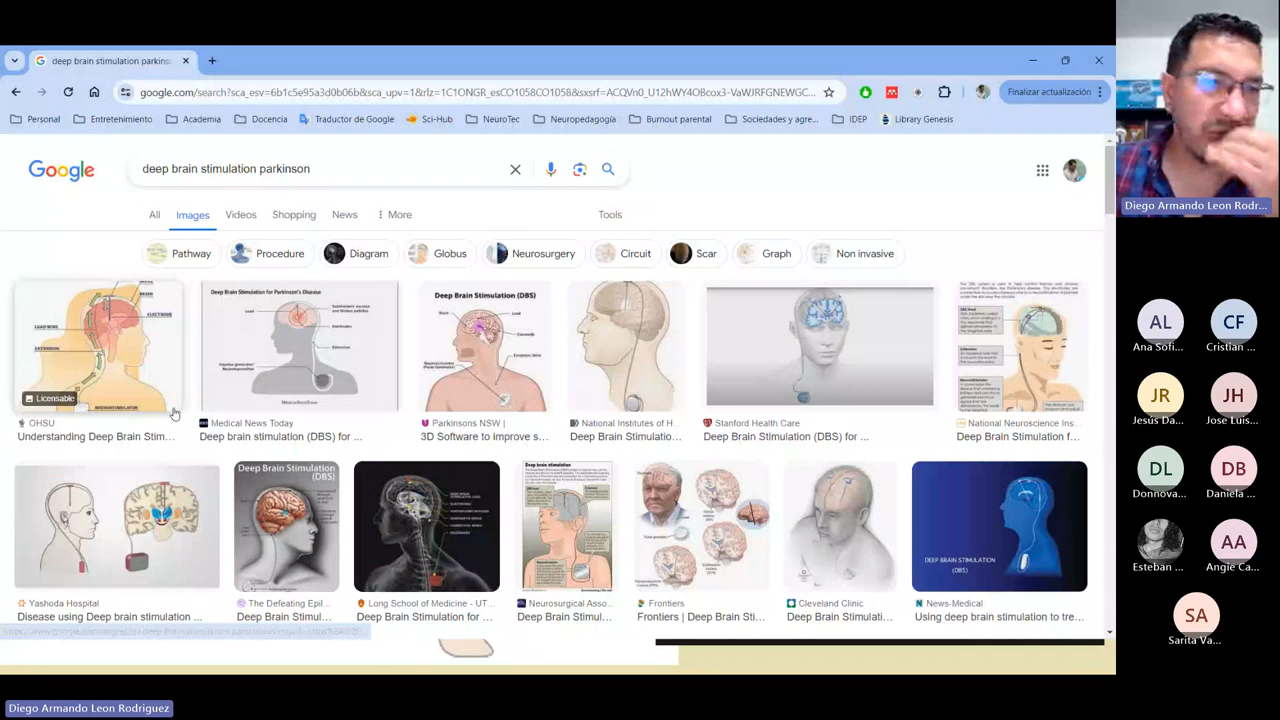 deep brain stimulation parkins
google.com/search?sca_esv=6b1c5e95a3d0b06b&sca_upv=1&rlz=1C1ONGR_esCO1058CO1058&sxsrf=ACQVn0_U12hWY4OBcox3-VaWJRFGNEWGC...
Finalizar actualización
Personal
Entretenimiento
Academia
Docencia
Traductor de Google
Sci-Hub
NeuroTec
Neuropedagogía
Burnout parental
Sociedades y agre...
IDEP
Library Genesis
Google
deep brain stimulation parkinson
All
Images
Videos
Shopping
News
More
Tools
Pathway
Procedure
Diagram
Globus
Neurosurgery
Circuit
Scar
Graph
Non invasive
LEAD WIRE
ELECTRODE
EXTENSION
Licensable
Deep Brain Stimulation for Parkinson's Disease
Deep Brain Stimulation (DBS)
OHSU
Understanding Deep Brain Stim...
Medical News Today
Deep brain stimulation (DBS) for ...
Parkinsons NSW |
3D Software to improve s...
National Institutes of H...
Deep Brain Stimulatio...
Stanford Health Care
Deep Brain Stimulation (DBS) for ...
National Neuroscience Ins...
Deep Brain Stimulation f...
Deep Brain Stimulation
(DBS)
Deep Brain stimulation
DEEP BRAIN STIMULATION
(DBS)
Yashoda Hospital
Disease using Deep brain stimulation ...
The Defeating Epil...
Deep Brain Stimul...
Long School of Medicine - UT...
Deep Brain Stimulation for ...
Neurosurgical Asso...
Deep Brain Stimul...
Frontiers
Frontiers | Deep Brain Sti...
Cleveland Clinic
Deep Brain Stimulati...
News-Medical
Using deep brain stimulation to tre...
Diego Armando Leon Rodr...
AL
Ana Sofi...
CF
Cristian ...
JR
Jesus Da...
JH
Jose Luis...
DL
Donnova...
DB
Daniela ...
Esteban ...
AA
Angie Ca...
SA
Sarita Va...
Diego Armando Leon Rodriguez